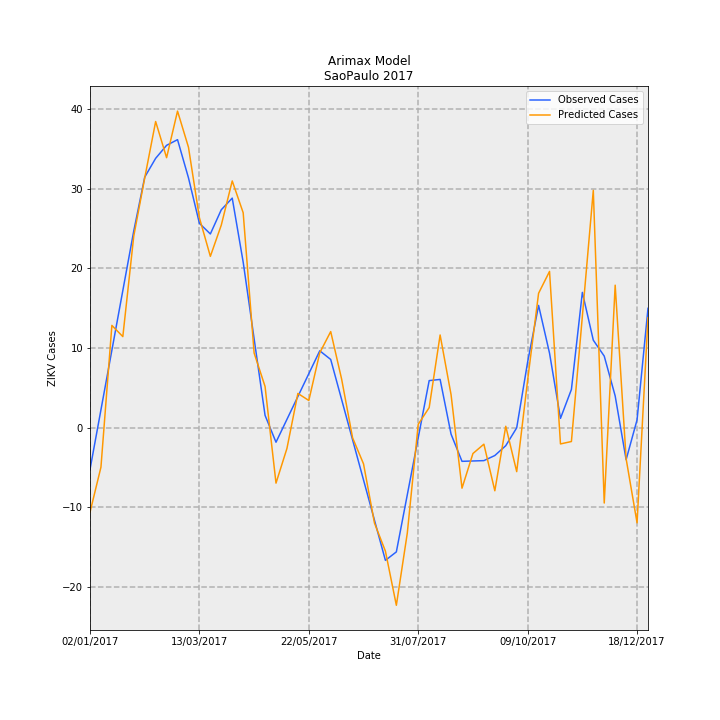 Arimax Model
SaoPaulo 2017
Observed Cases
Predicted Cases
ZIKV Cases
40
30
20
10
0
−10
−20
02/01/2017 13/03/2017 22/05/2017 31/07/2017 09/10/2017 18/12/2017
Date